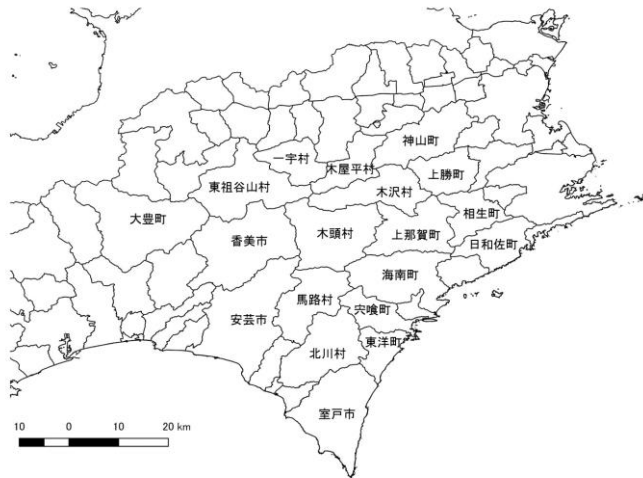 神山町
一宇村
木屋平村
上勝町
東祖谷山村
木沢村
相生町
大豊町
香美市
木頭村
上那賀町
日和佐町
海南町
馬路村
宍喰町
安芸市
東洋町
北川村
室戸市
10 0 10 20 km